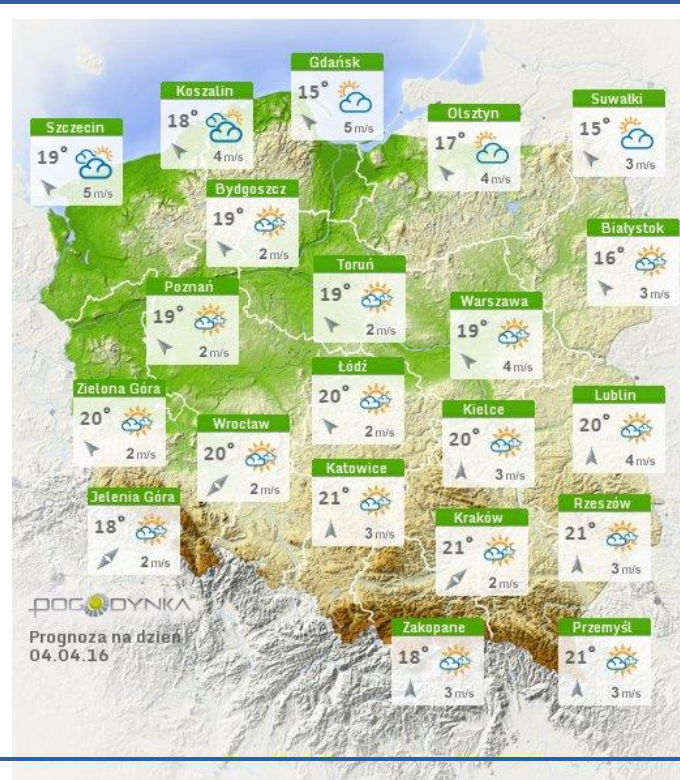 Gdańsk
15°
5 m/s
Koszalin
18°
4 m/s
Suwałki
15°
3 m/s
Olsztyn
17°
4 m/s
Szczecin
19°
5 m/s
Bydgoszcz
19°
2 m/s
Białystok
16°
3 m/s
Toruń
19°
2 m/s
Poznań
19°
2 m/s
Warszawa
19°
4 m/s
Łódź
20°
2 m/s
Zielona Góra
20°
2 m/s
Lublin
20°
4 m/s
Kielce
20°
3 m/s
Wrocław
20°
2 m/s
Katowice
21°
3 m/s
Jelenia Góra
18°
2 m/s
Rzeszów
21°
3 m/s
Kraków
21°
2 m/s
POGODYNKA
Prognoza na dzień
04.04.16
Zakopane
18°
3 m/s
Przemyśl
21°
3 m/s